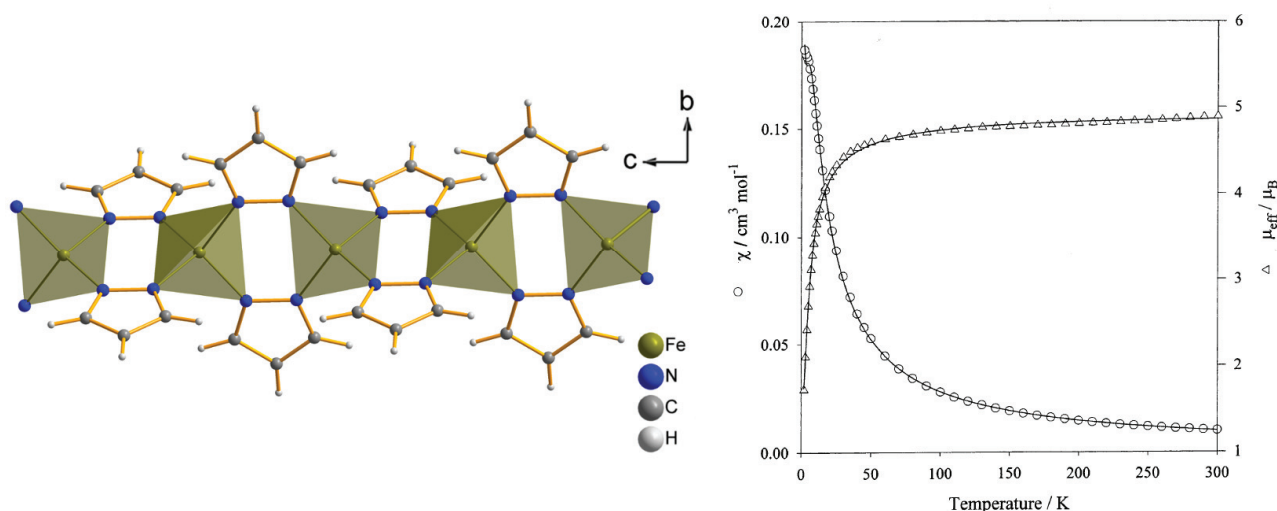 b
c
Fe
N
C
H
0.20
0.15
0.10
0.05
0.00
χ / cm³ mol⁻¹
0
50
100
150
200
250
300
Temperature / K
6
5
4
3
2
1
μeff / μB